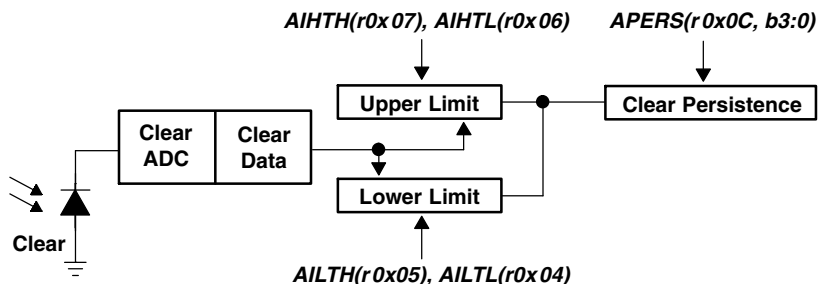 AIHTH(r0x07), AIHTL(r0x06)
APERS(r0x0C, b3:0)
Upper Limit
Clear Persistence
Clear ADC
Clear Data
Lower Limit
Clear
AILTH(r0x05), AILTL(r0x04)